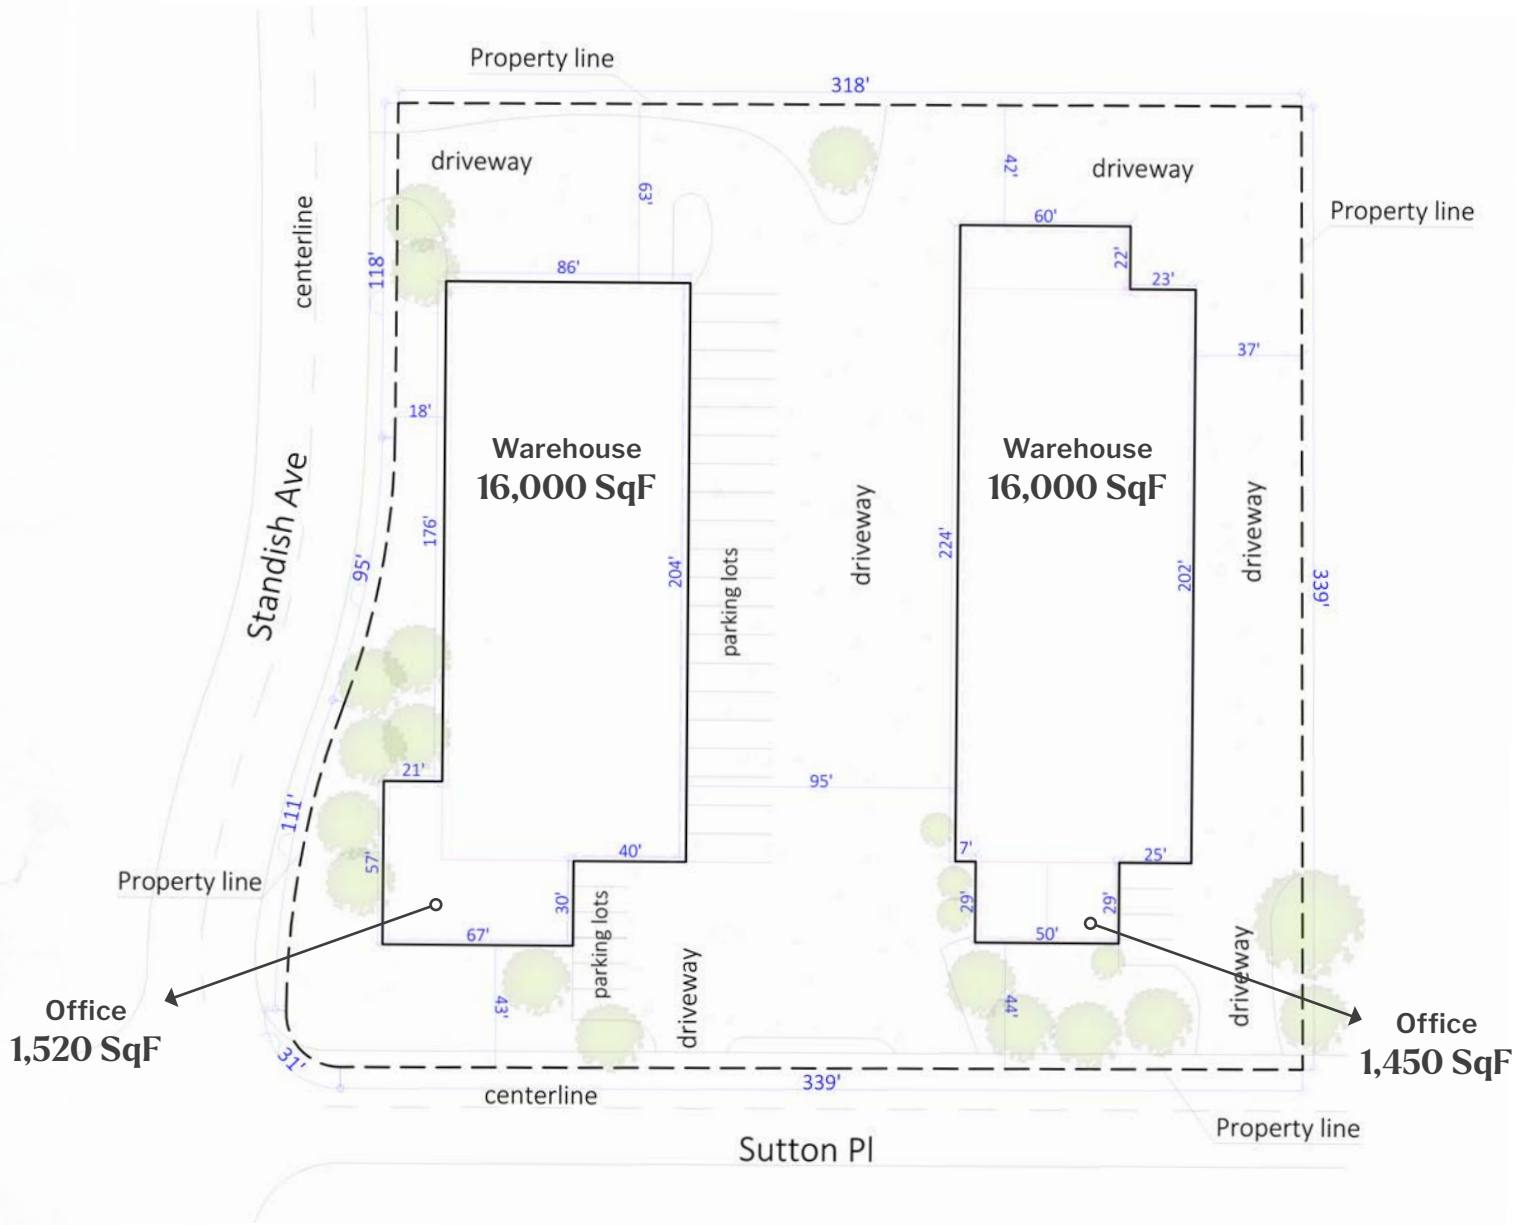 Property line
318'
driveway
63'
42'
driveway
centerline
118'
86'
60'
22'
23'
Property line
37'
18'
Warehouse
16,000 SqF
Warehouse
16,000 SqF
Standish Ave
95'
176'
204'
parking lots
driveway
224'
202'
driveway
339'
21'
95'
111'
57'
40'
7'
25'
Property line
30'
67'
parking lots
driveway
29'
29'
50'
driveway
43'
44'
Office
1,520 SqF
Office
1,450 SqF
31'
339'
centerline
Property line
Sutton Pl